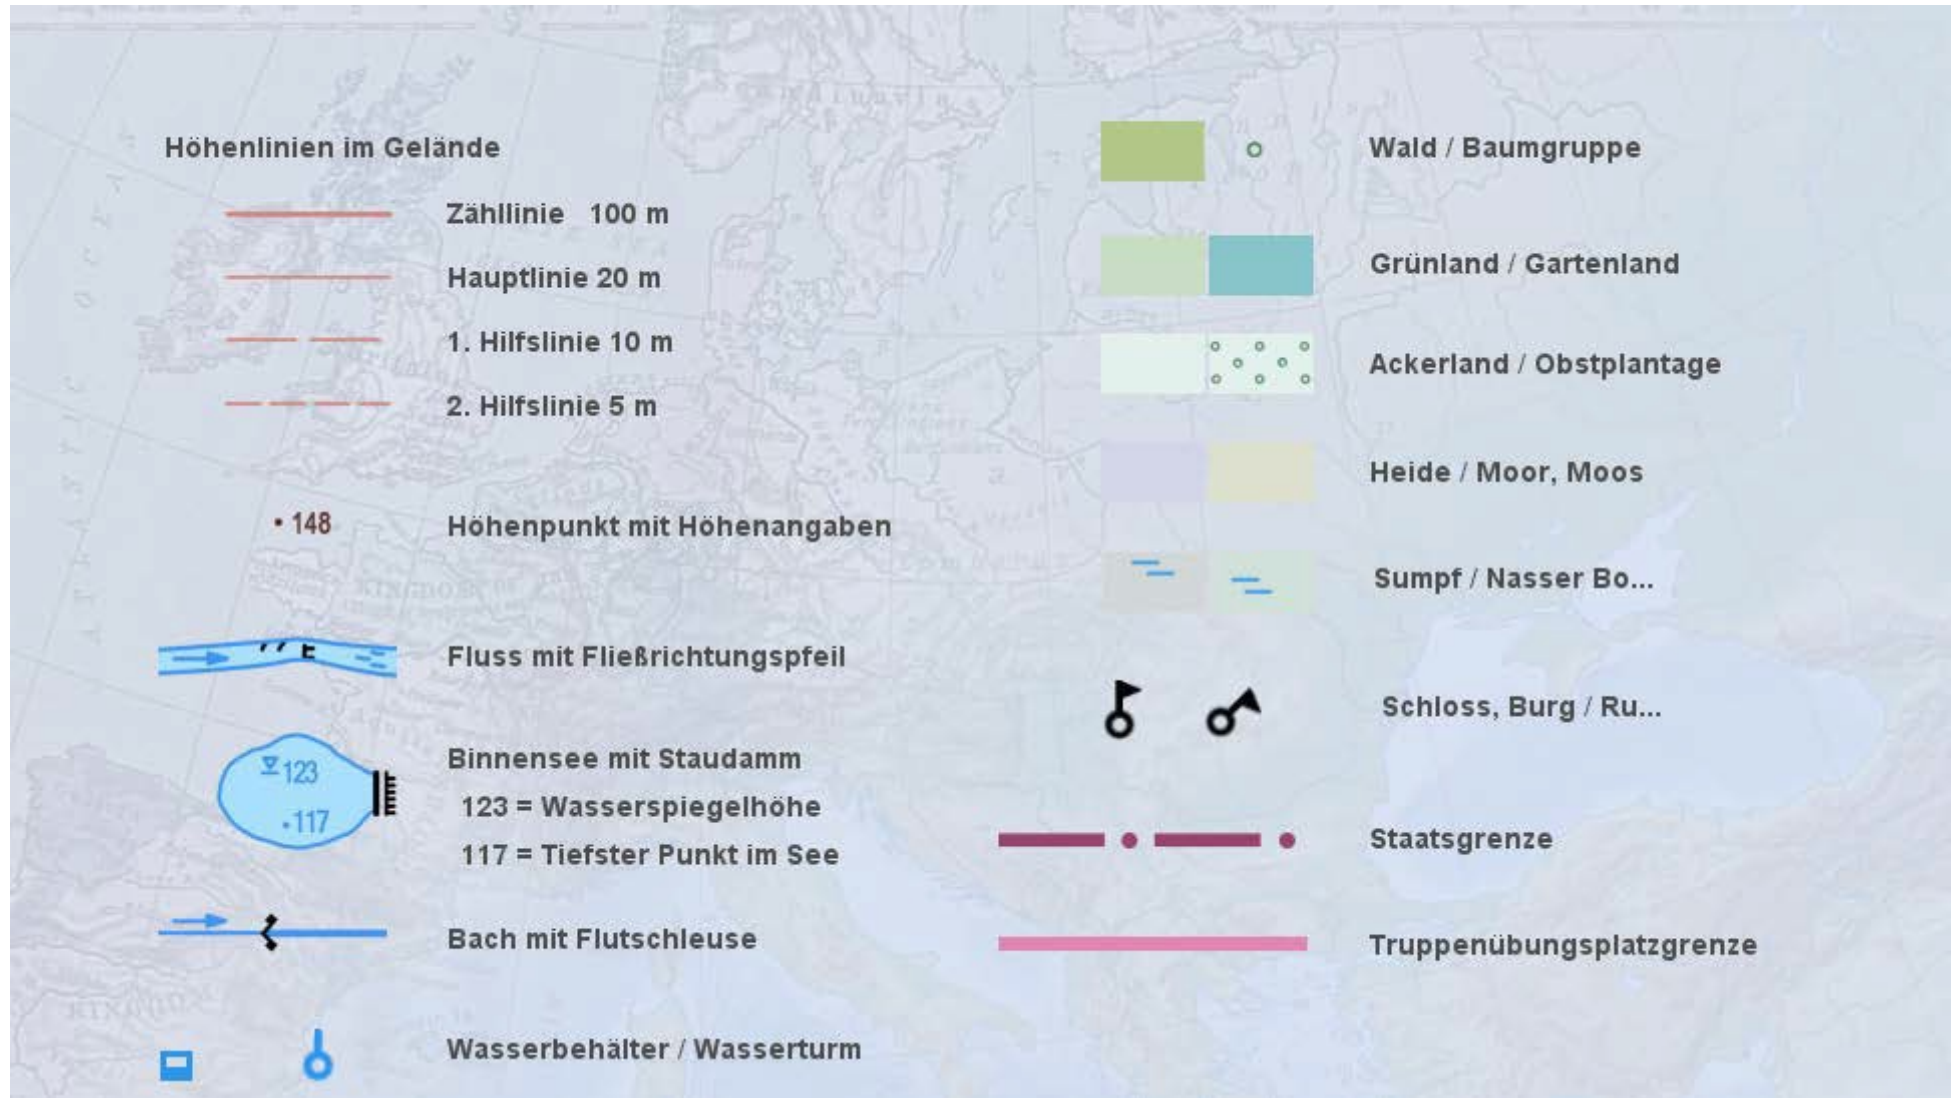 Höhenlinien im Gelände
Zähllinie 100 m
Hauptlinie 20 m
1. Hilfslinie 10 m
2. Hilfslinie 5 m
• 148
Höhenpunkt mit Höhenangaben
Fluss mit Fließrichtungspfeil
123
117
Binnensee mit Staudamm
123 = Wasserspiegelhöhe
117 = Tiefster Punkt im See
Bach mit Flutschleuse
Wasserbehälter / Wasserturm
Wald / Baumgruppe
Grünland / Gartenland
Ackerland / Obstplantage
Heide / Moor, Moos
Sumpf / Nasser Bo...
Schloss, Burg / Ru...
Staatsgrenze
Truppenübungsplatzgrenze